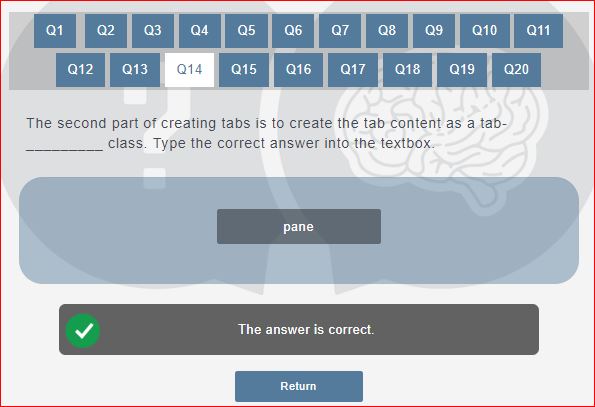 Q1 Q2 Q3 Q4 Q5 Q6 Q7 Q8 Q9 Q10 Q11
Q12 Q13 Q14 Q15 Q16 Q17 Q18 Q19 Q20
The second part of creating tabs is to create the tab content as a tab-
_________ class. Type the correct answer into the textbox.
pane
The answer is correct.
Return